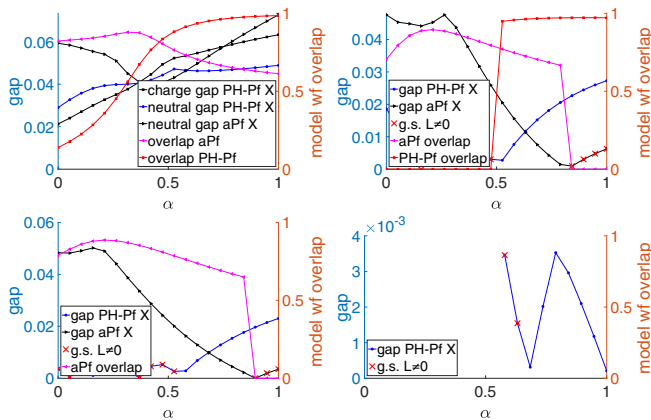 0.06
0.04
0.02
0
gap
0
0.5
1
α
1
0.5
0
model wf overlap
charge gap PH-Pf X
neutral gap PH-Pf X
neutral gap aPf X
overlap aPf
overlap PH-Pf
0.04
0.03
0.02
0.01
0
gap
0
0.5
1
α
1
0.5
0
model wf overlap
gap PH-Pf X
gap aPf X
g.s. L≠0
aPf overlap
PH-Pf overlap
0.06
0.04
0.02
0
gap
0
0.5
1
α
1
0.5
0
model wf overlap
gap PH-Pf X
gap aPf X
g.s. L≠0
aPf overlap
×10⁻³
4
3
2
1
0
gap
0
0.5
1
α
1
0.5
0
model wf overlap
gap PH-Pf X
g.s. L≠0